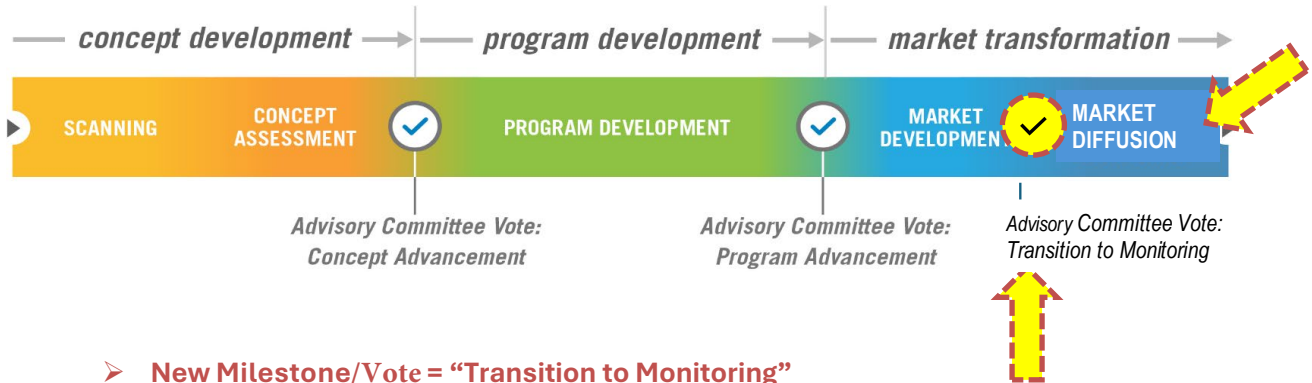 concept development
program development
market transformation
SCANNING
CONCEPT
ASSESSMENT
PROGRAM DEVELOPMENT
MARKET
DEVELOPMENT
MARKET
DIFFUSION
Advisory Committee Vote:
Concept Advancement
Advisory Committee Vote:
Program Advancement
Advisory Committee Vote:
Transition to Monitoring
➤ New Milestone/Vote = “Transition to Monitoring”